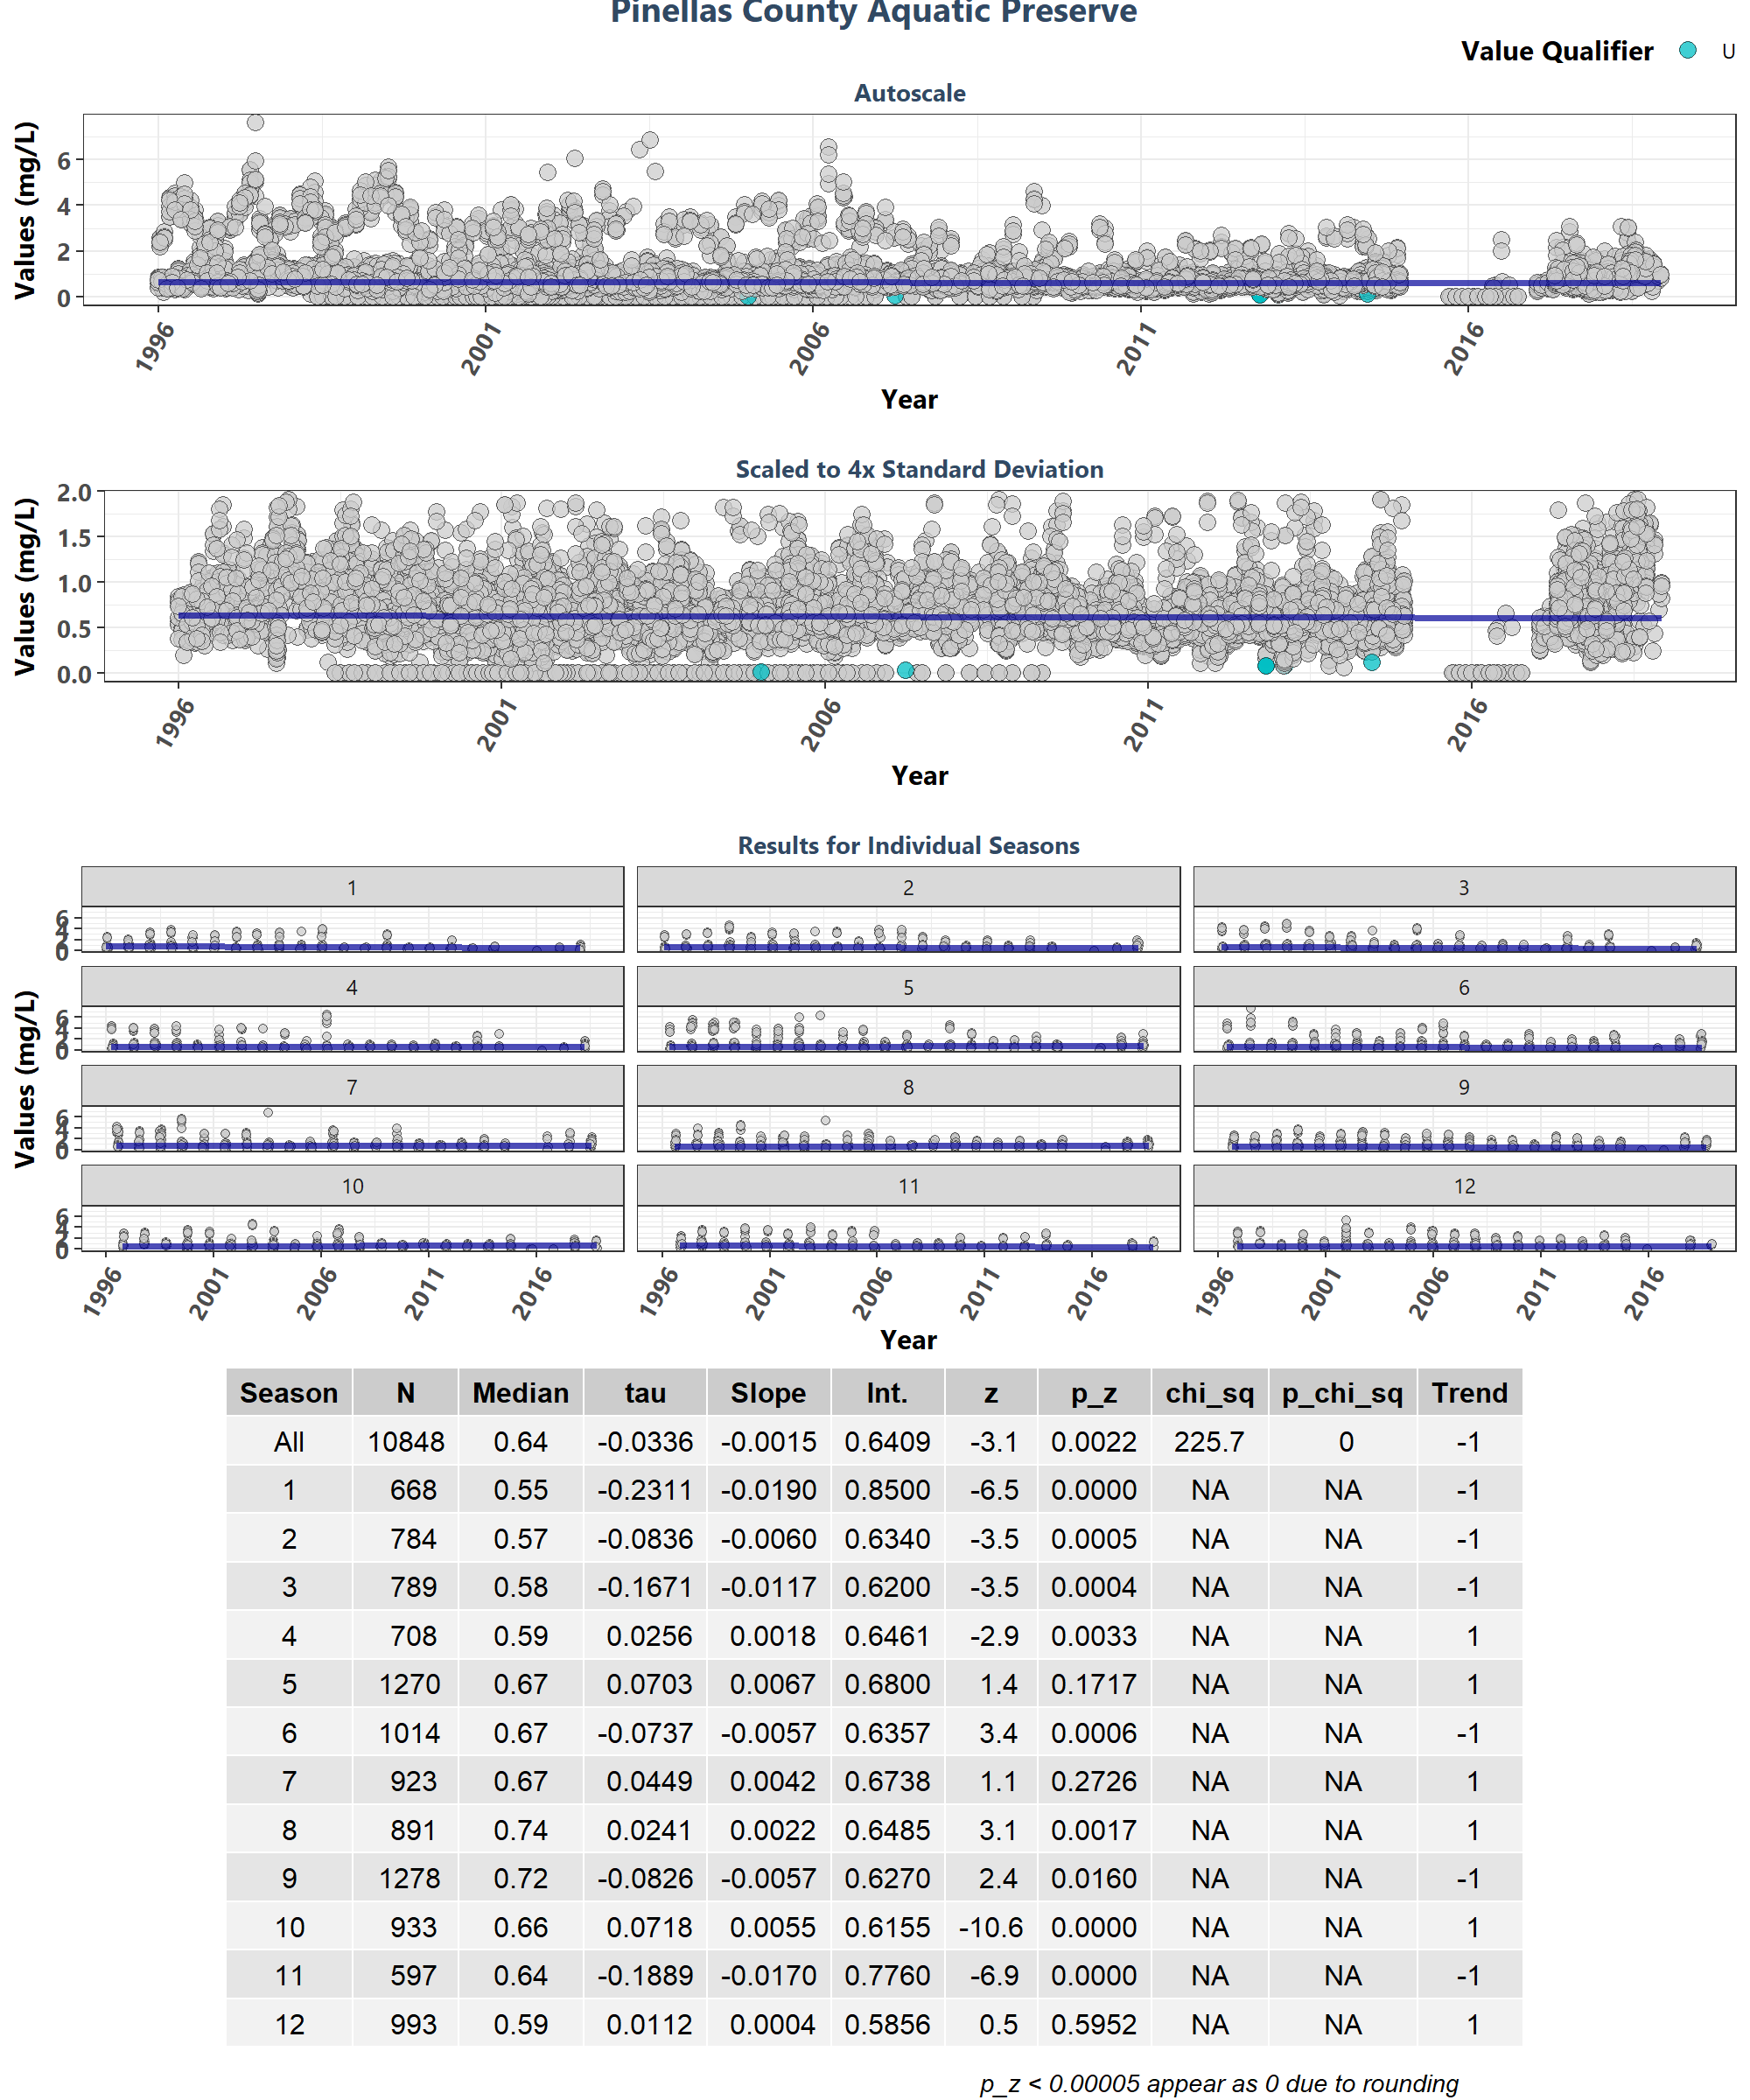 Pinellas County Aquatic Preserve
Value Qualifier U
Autoscale
Values (mg/L)
6
4
2
0
1996 2001 2006 2011 2016
Year
Scaled to 4x Standard Deviation
Values (mg/L)
2.0
1.5
1.0
0.5
0.0
1996 2001 2006 2011 2016
Year
Results for Individual Seasons
Values (mg/L)
1 2 3
6
4
2
0
4 5 6
6
4
2
0
7 8 9
6
4
2
0
10 11 12
6
4
2
0
1996 2001 2006 2011 2016 1996 2001 2006 2011 2016 1996 2001 2006 2011 2016
Year
Season N Median tau Slope Int. z p_z chi_sq p_chi_sq Trend
All 10848 0.64 -0.0336 -0.0015 0.6409 -3.1 0.0022 225.7 0 -1
1 668 0.55 -0.2311 -0.0190 0.8500 -6.5 0.0000 NA NA -1
2 784 0.57 -0.0836 -0.0060 0.6340 -3.5 0.0005 NA NA -1
3 789 0.58 -0.1671 -0.0117 0.6200 -3.5 0.0004 NA NA -1
4 708 0.59 0.0256 0.0018 0.6461 -2.9 0.0033 NA NA 1
5 1270 0.67 0.0703 0.0067 0.6800 1.4 0.1717 NA NA 1
6 1014 0.67 -0.0737 -0.0057 0.6357 3.4 0.0006 NA NA -1
7 923 0.67 0.0449 0.0042 0.6738 1.1 0.2726 NA NA 1
8 891 0.74 0.0241 0.0022 0.6485 3.1 0.0017 NA NA 1
9 1278 0.72 -0.0826 -0.0057 0.6270 2.4 0.0160 NA NA -1
10 933 0.66 0.0718 0.0055 0.6155 -10.6 0.0000 NA NA 1
11 597 0.64 -0.1889 -0.0170 0.7760 -6.9 0.0000 NA NA -1
12 993 0.59 0.0112 0.0004 0.5856 0.5 0.5952 NA NA 1
p_z < 0.00005 appear as 0 due to rounding